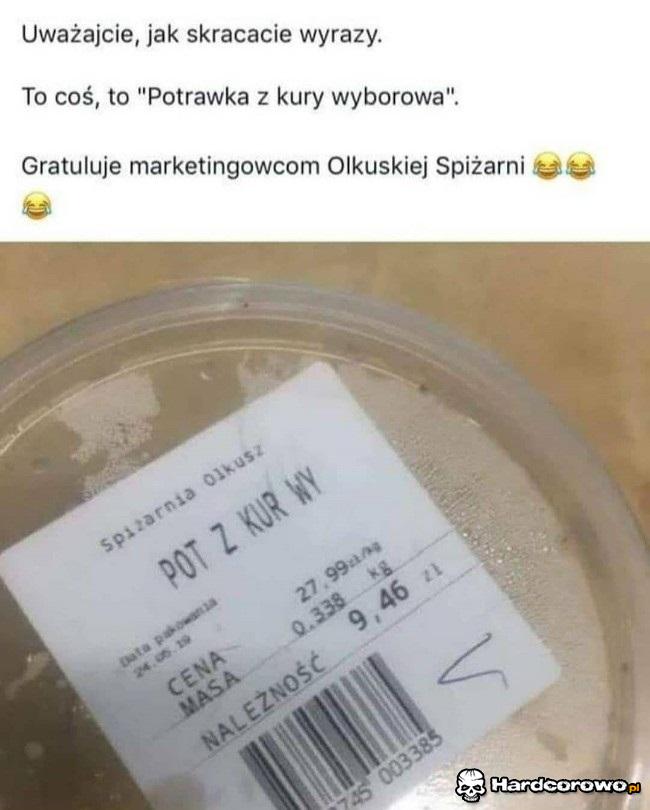 Uważajcie, jak skracacie wyrazy.
To coś, to "Potrawka z kury wyborowa".
Gratuluje marketingowcom Olkuskiej Spiżarni 😂😂
😂
Spiżarnia Olkusz
POT Z KUR WY
Data pakowania
24.05.19
27.99zł/kg
CENA
0.338 kg
MASA
9,46 zł
NALEŻNOŚĆ
745 003385
Hardcorowo.pl